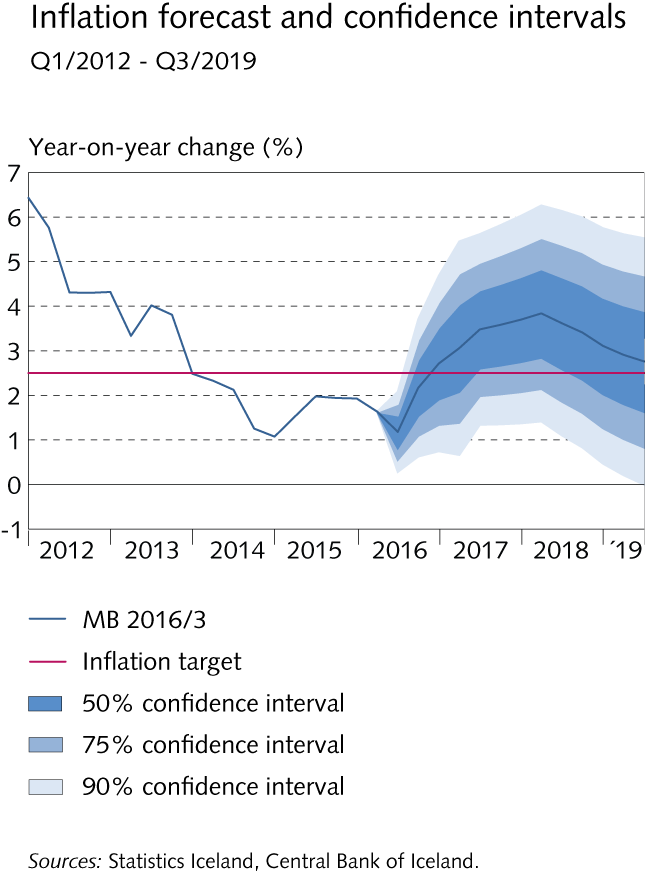 Inflation forecast and confidence intervals
Q1/2012 - Q3/2019
Year-on-year change (%)
7
6
5
4
3
2
1
0
-1
2012 2013 2014 2015 2016 2017 2018 ´19
MB 2016/3
Inflation target
50% confidence interval
75% confidence interval
90% confidence interval
Sources: Statistics Iceland, Central Bank of Iceland.